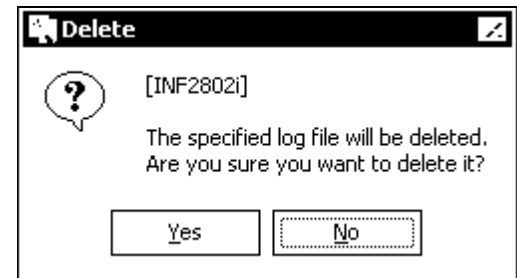 Delete
[INF2802i]
The specified log file will be deleted.
Are you sure you want to delete it?
Yes
No